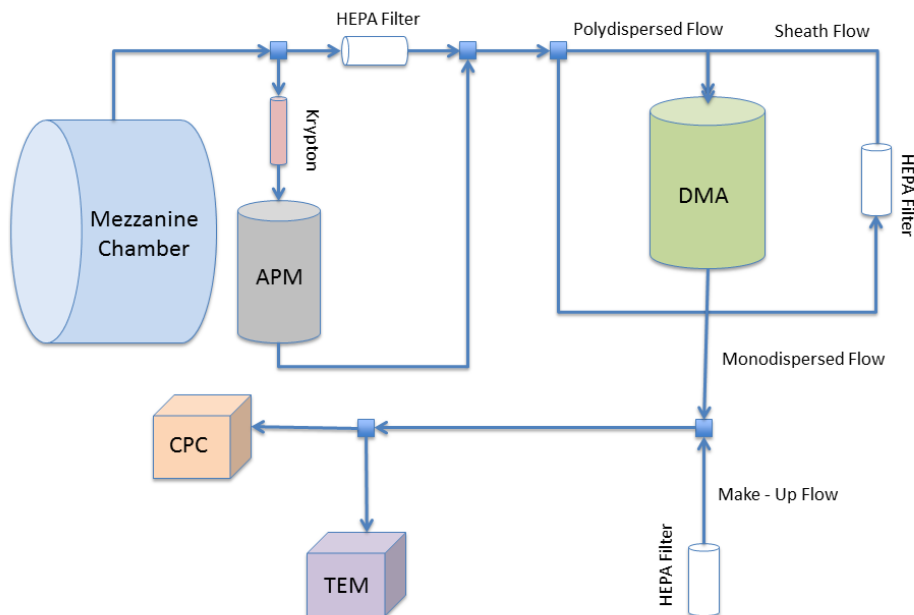 HEPA Filter
Polydispersed Flow
Sheath Flow
Krypton
Mezzanine
Chamber
DMA
HEPA Filter
APM
Monodispersed Flow
CPC
Make - Up Flow
HEPA Filter
TEM